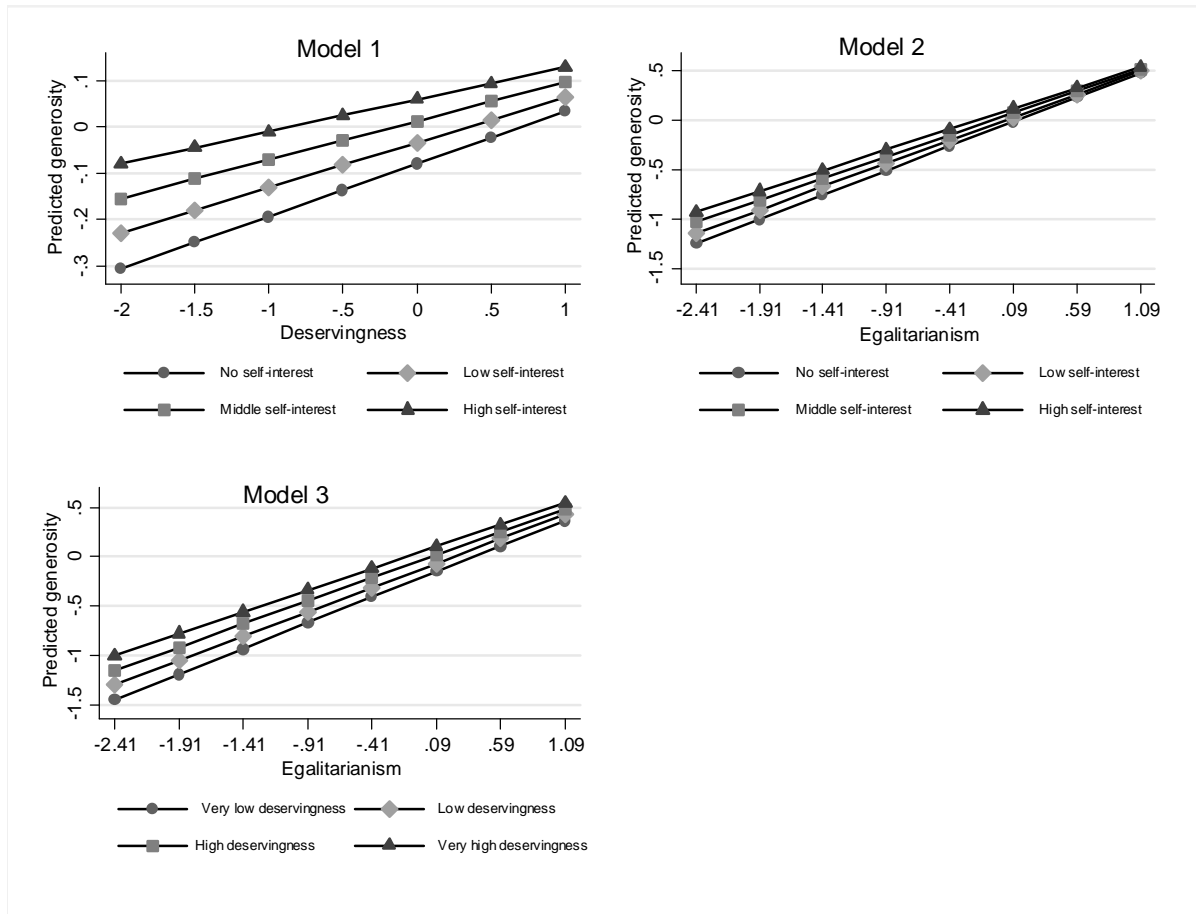 Model 1
Predicted generosity
.1
0
-.1
-.2
-.3
-2 -1.5 -1 -.5 0 .5 1
Deservingness
No self-interest Low self-interest
Middle self-interest High self-interest
Model 2
Predicted generosity
.5
0
-.5
-1
-1.5
-2.41 -1.91 -1.41 -.91 -.41 .09 .59 1.09
Egalitarianism
No self-interest Low self-interest
Middle self-interest High self-interest
Model 3
Predicted generosity
.5
0
-.5
-1
-1.5
-2.41 -1.91 -1.41 -.91 -.41 .09 .59 1.09
Egalitarianism
Very low deservingness Low deservingness
High deservingness Very high deservingness